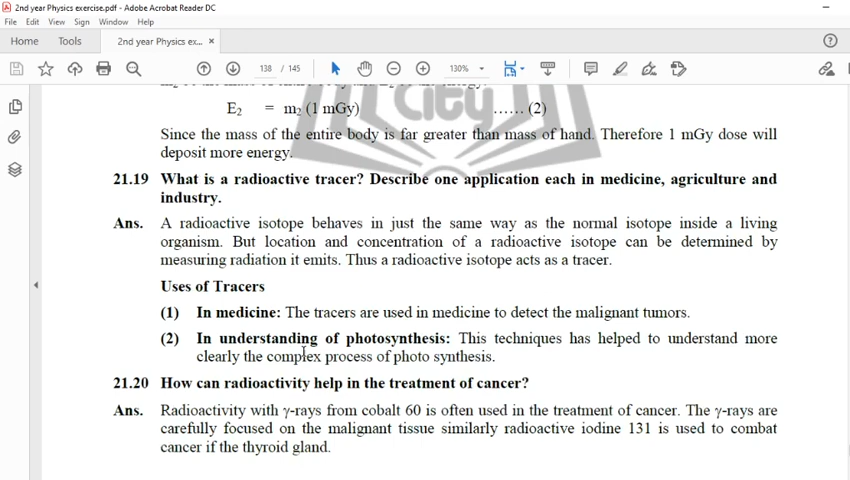 2nd year Physics exercise.pdf - Adobe Acrobat Reader DC
File Edit View Sign Window Help
Home Tools 2nd year Physics ex... ×
138 / 145 130%
E₂ = m₂ (1 mGy) ...... (2)
Since the mass of the entire body is far greater than mass of hand. Therefore 1 mGy dose will
deposit more energy.
21.19 What is a radioactive tracer? Describe one application each in medicine, agriculture and
industry.
Ans. A radioactive isotope behaves in just the same way as the normal isotope inside a living
organism. But location and concentration of a radioactive isotope can be determined by
measuring radiation it emits. Thus a radioactive isotope acts as a tracer.
Uses of Tracers
(1) In medicine: The tracers are used in medicine to detect the malignant tumors.
(2) In understanding of photosynthesis: This techniques has helped to understand more
clearly the complex process of photo synthesis.
21.20 How can radioactivity help in the treatment of cancer?
Ans. Radioactivity with γ-rays from cobalt 60 is often used in the treatment of cancer. The γ-rays are
carefully focused on the malignant tissue similarly radioactive iodine 131 is used to combat
cancer if the thyroid gland.
City